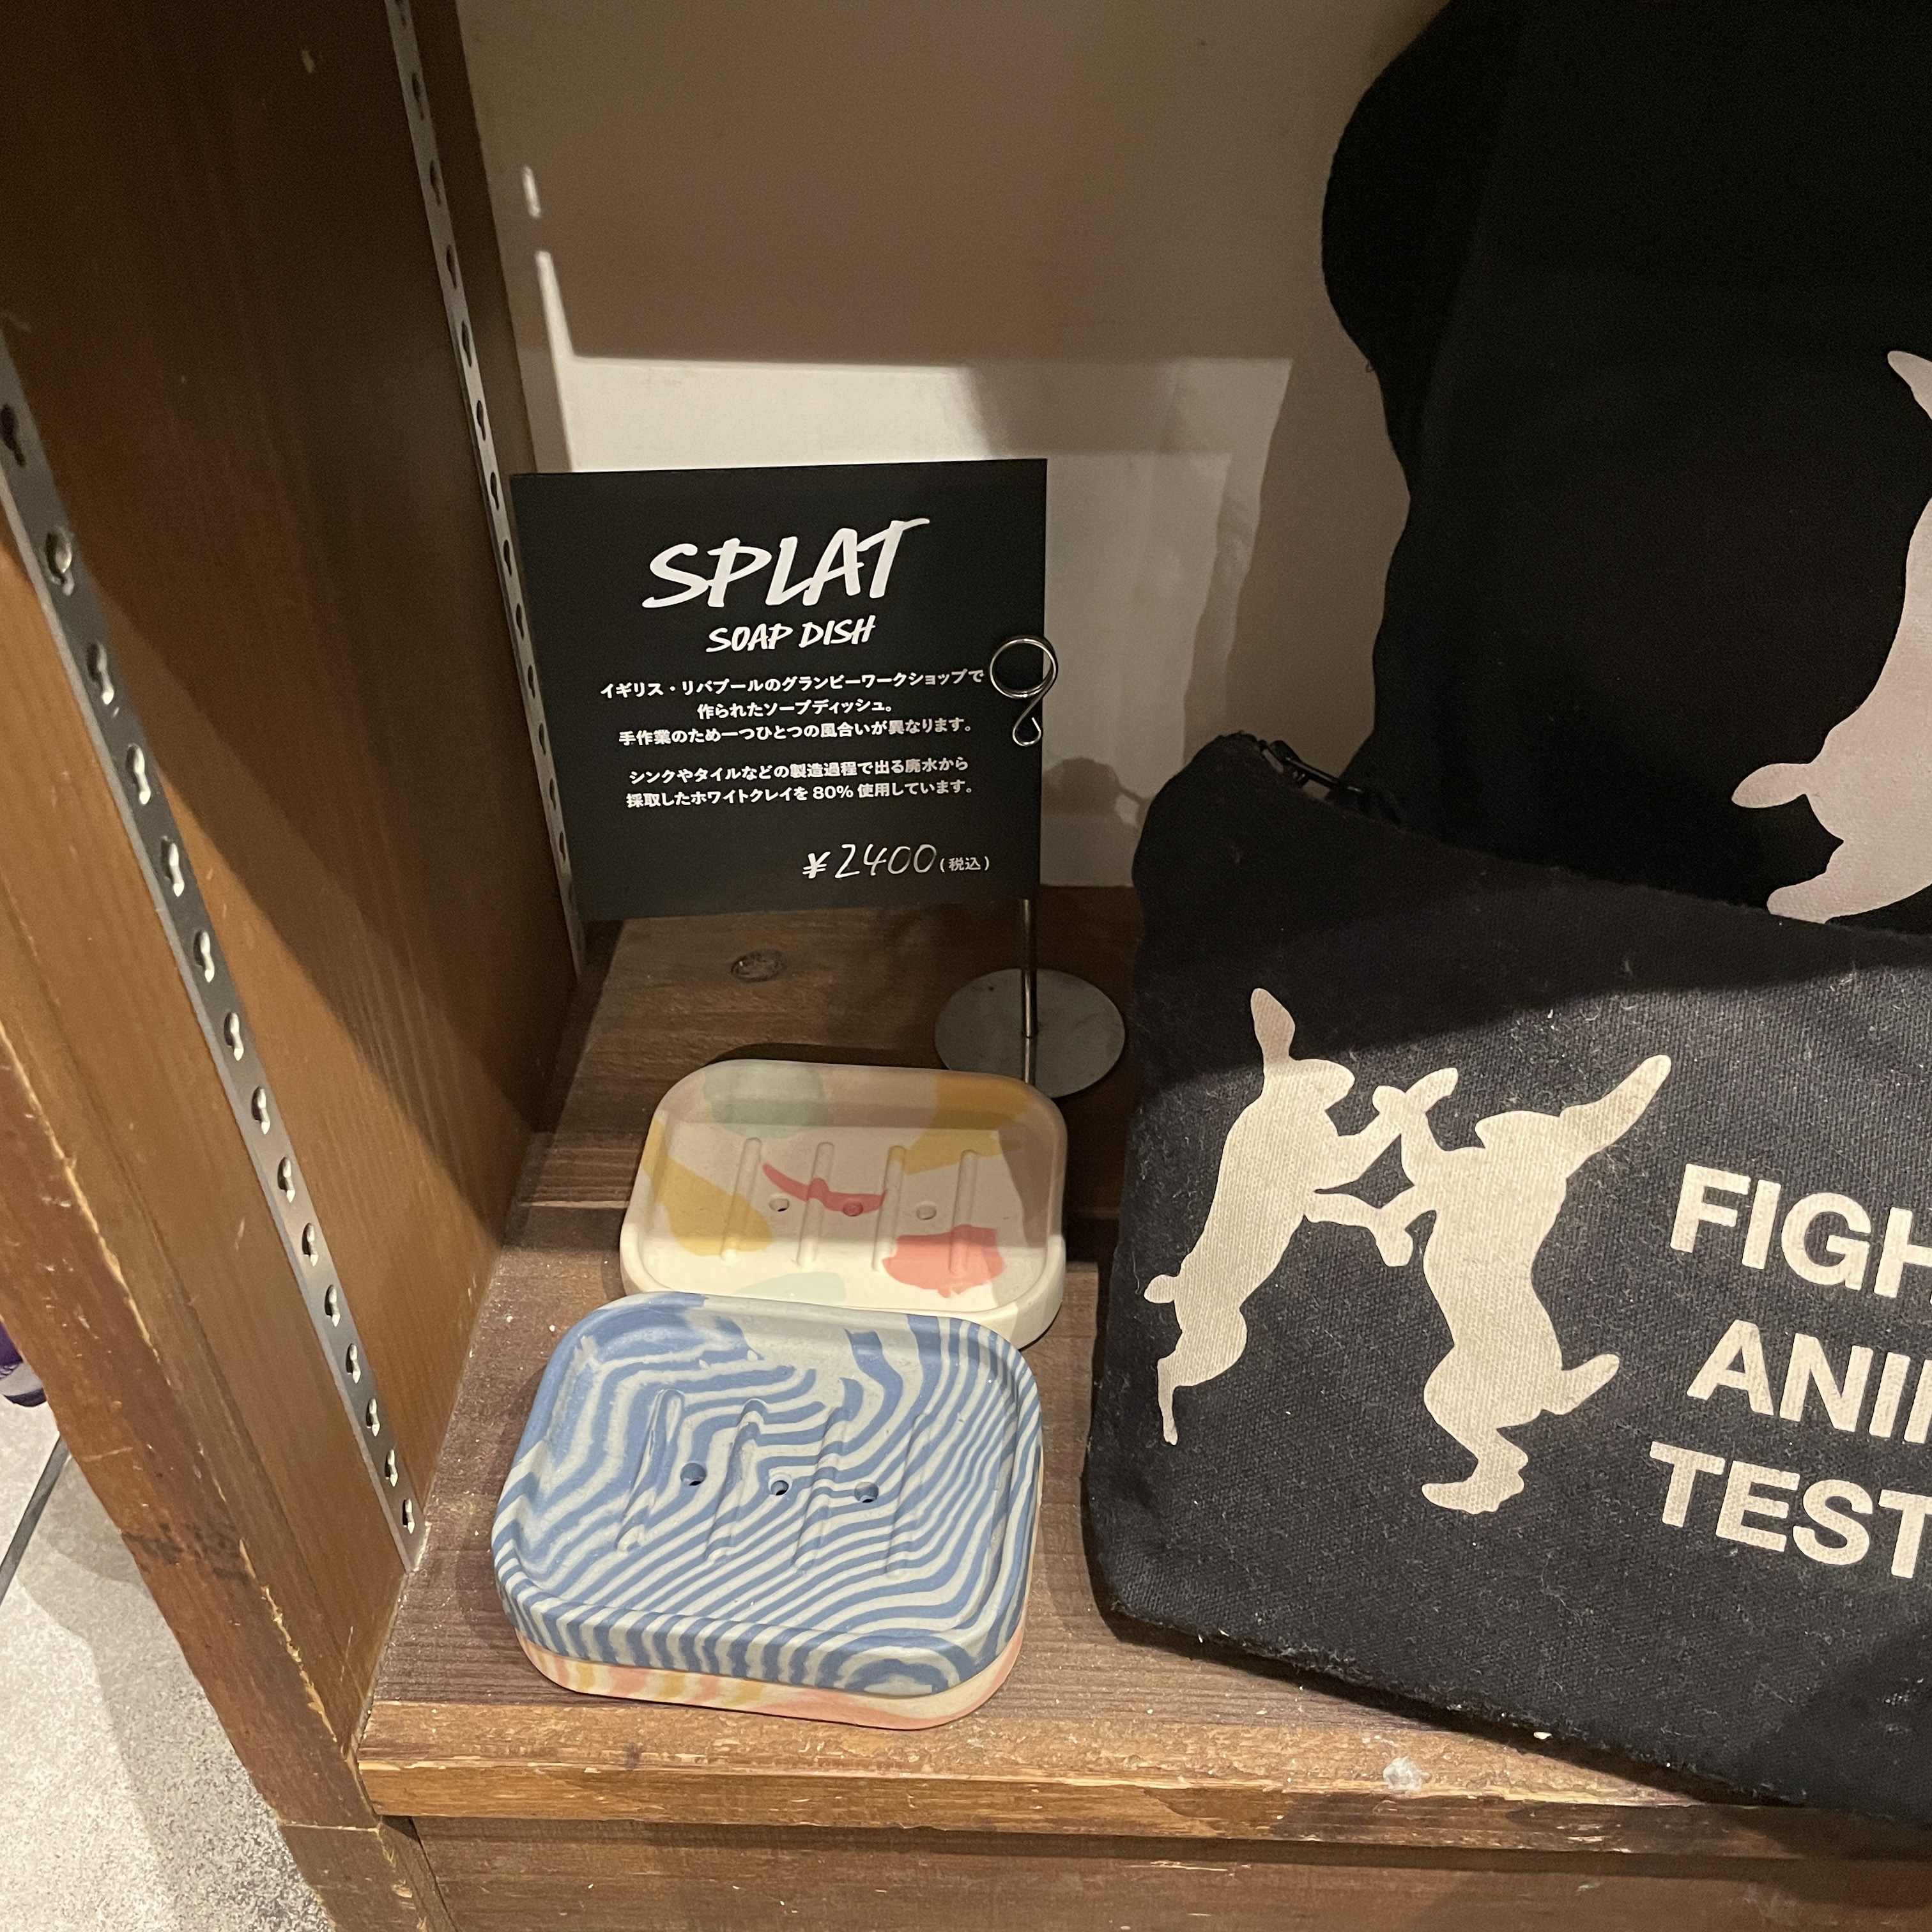 SPLAT
SOAP DISH
イギリス・リバプールのグランビーワークショップで
作られたソープディッシュ。
手作業のため一つひとつの風合いが異なります。
シンクやタイルなどの製造過程で出る廃水から
採取したホワイトクレイを80%使用しています。
¥2400(税込)
FIGH
ANI
TEST